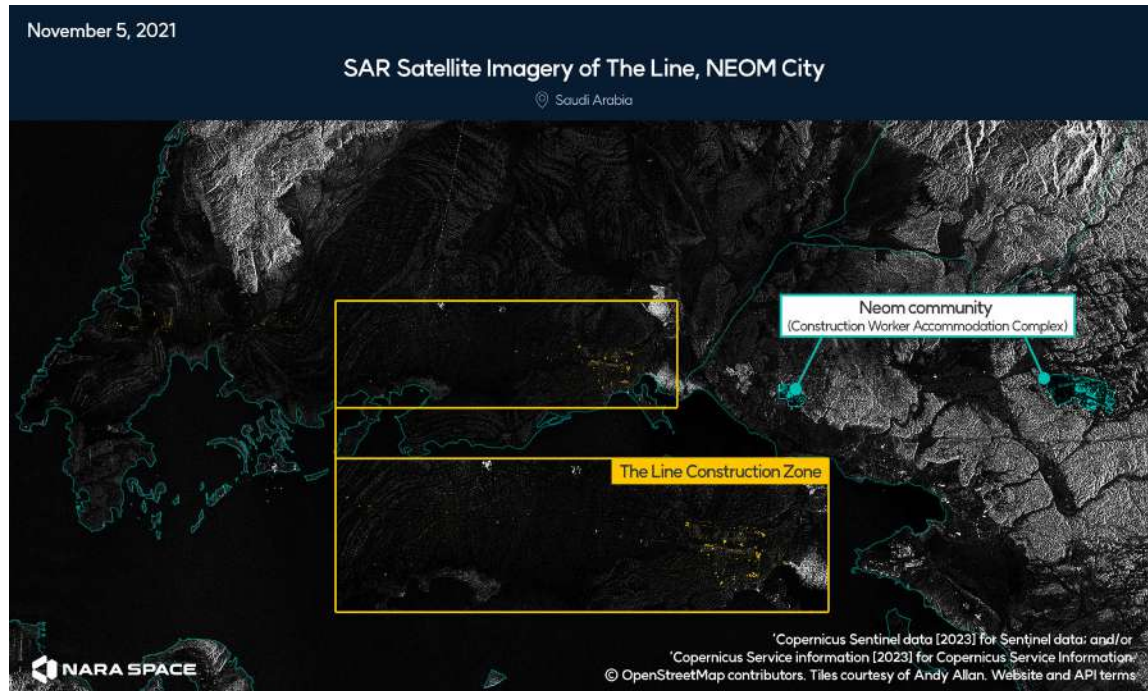 November 5, 2021
SAR Satellite Imagery of The Line, NEOM City
Saudi Arabia
Neom community
(Construction Worker Accommodation Complex)
The Line Construction Zone
'Copernicus Sentinel data [2023] for Sentinel data; and/or
'Copernicus Service information [2023] for Copernicus Service Information.
© OpenStreetMap contributors. Tiles courtesy of Andy Allan. Website and API terms
NARA SPACE